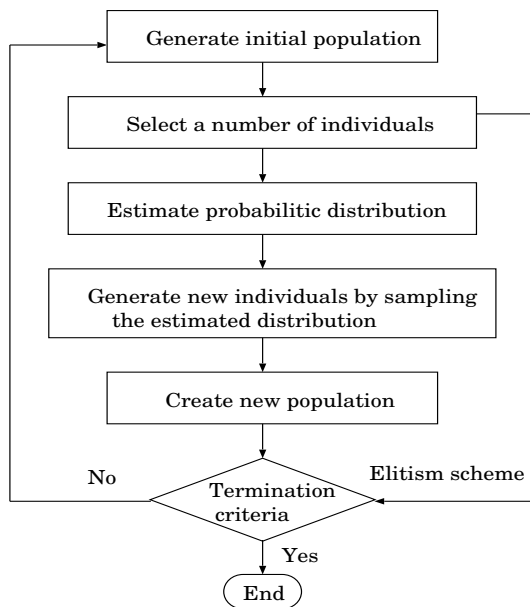 Generate initial population
Select a number of individuals
Estimate probabilitic distribution
Generate new individuals by sampling
the estimated distribution
Create new population
No
Elitism scheme
Termination
criteria
Yes
End